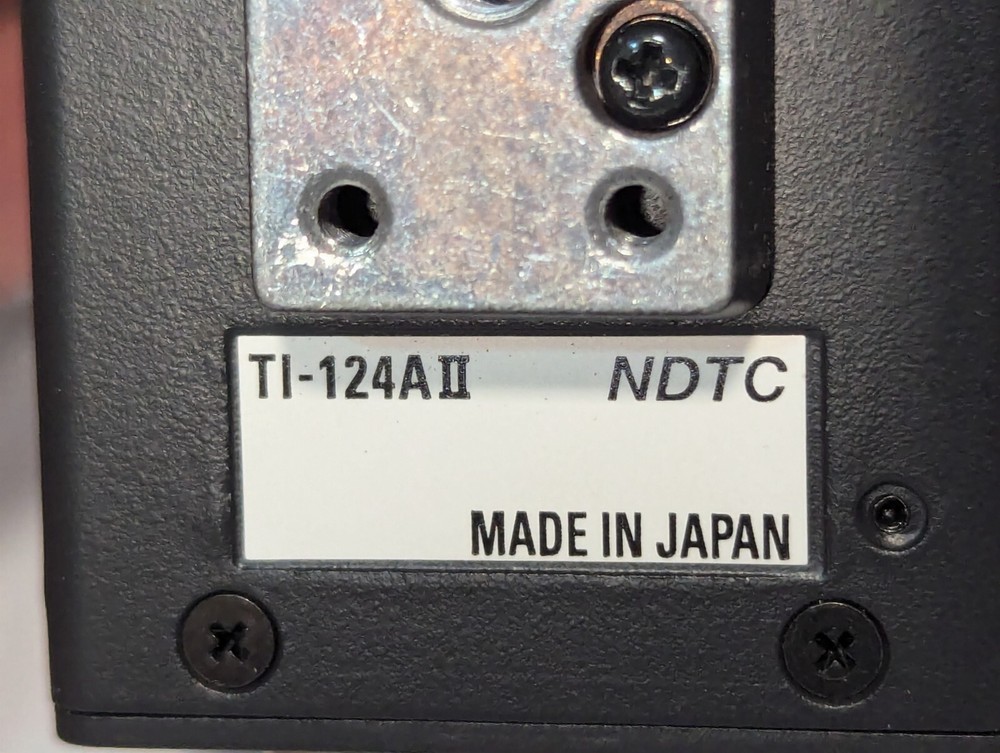 TI-124AⅡ NDTC
MADE IN JAPAN